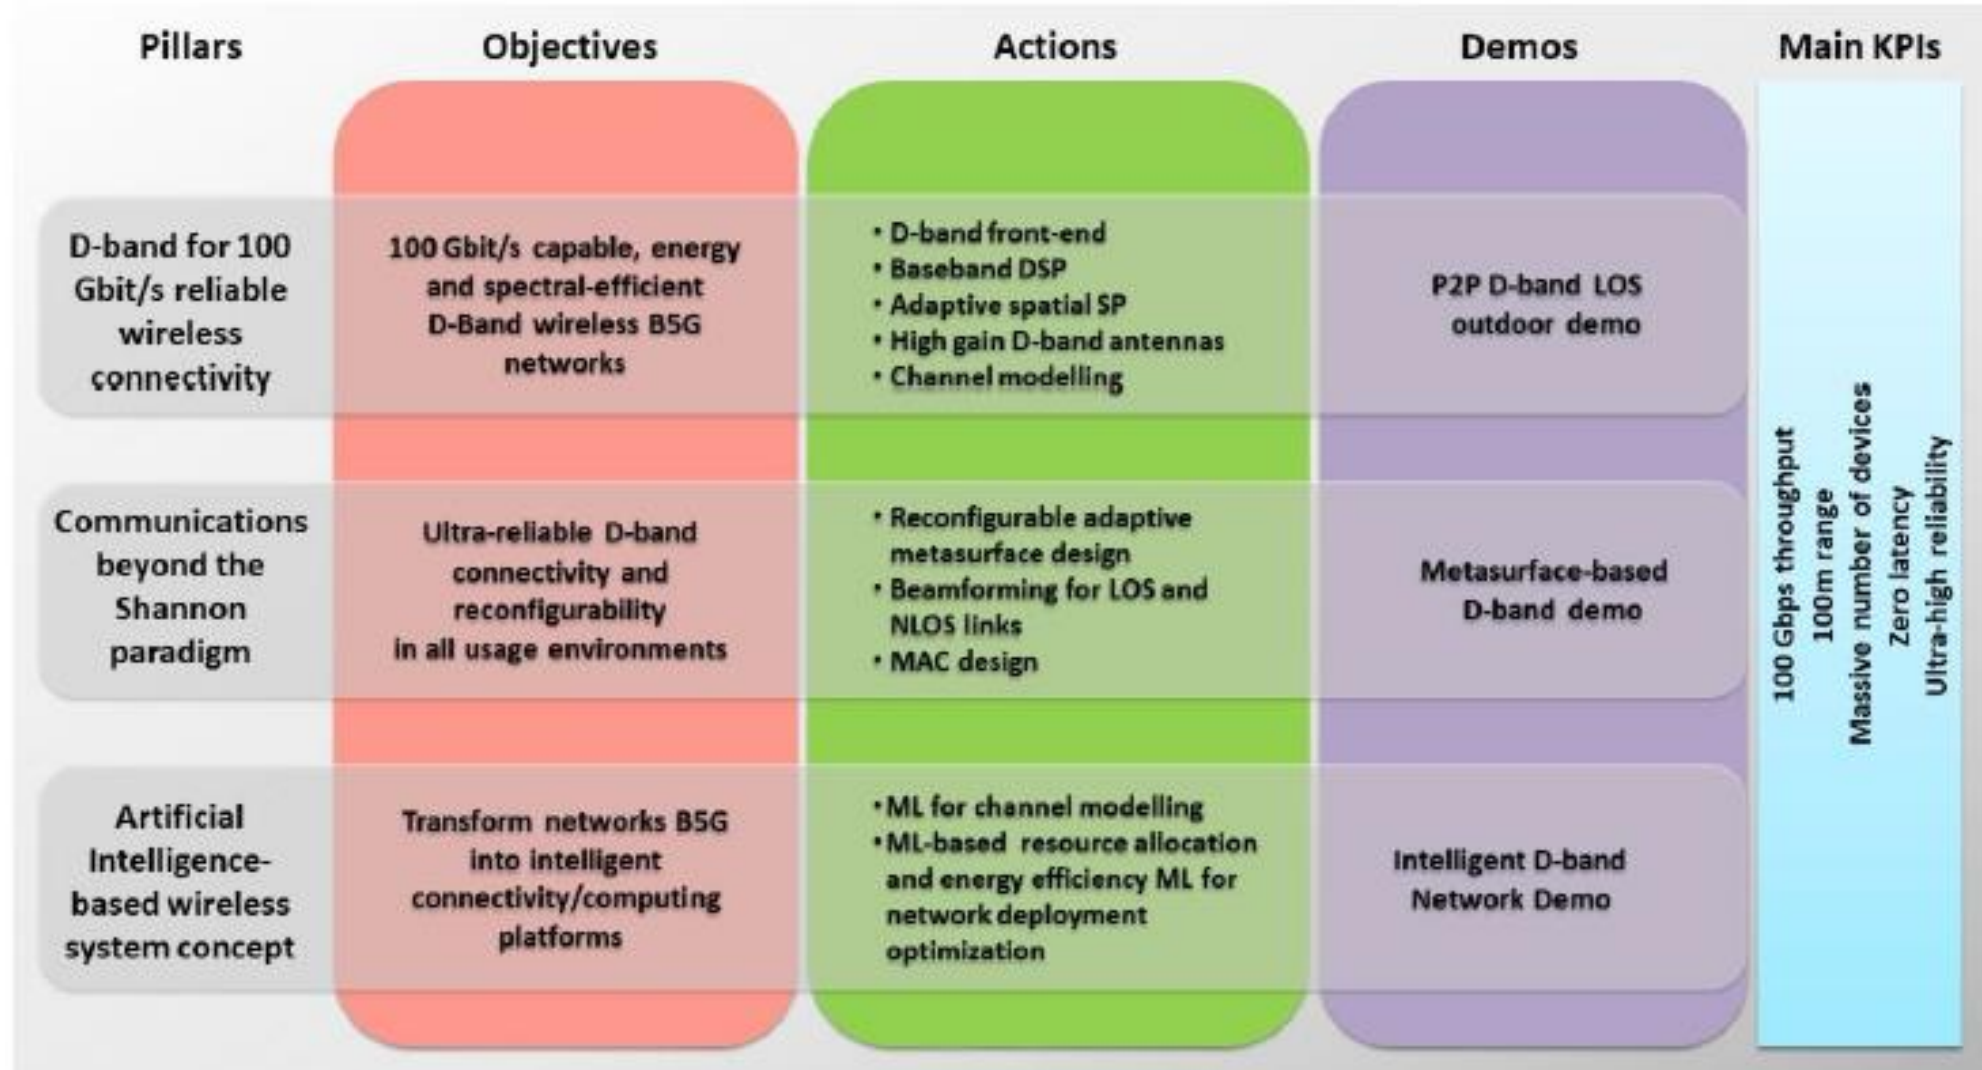 Pillars
Objectives
Actions
Demos
Main KPIs
D-band for 100
Gbit/s reliable
wireless
connectivity
100 Gbit/s capable, energy
and spectral-efficient
D-Band wireless B5G
networks
• D-band front-end
• Baseband DSP
• Adaptive spatial SP
• High gain D-band antennas
• Channel modelling
P2P D-band LOS
outdoor demo
Communications
beyond the
Shannon
paradigm
Ultra-reliable D-band
connectivity and
reconfigurability
in all usage environments
• Reconfigurable adaptive
metasurface design
• Beamforming for LOS and
NLOS links
• MAC design
Metasurface-based
D-band demo
Artificial
Intelligence-
based wireless
system concept
Transform networks B5G
into intelligent
connectivity/computing
platforms
• ML for channel modelling
• ML-based resource allocation
and energy efficiency ML for
network deployment
optimization
Intelligent D-band
Network Demo
100 Gbps throughput
100m range
Massive number of devices
Zero latency
Ultra-high reliability